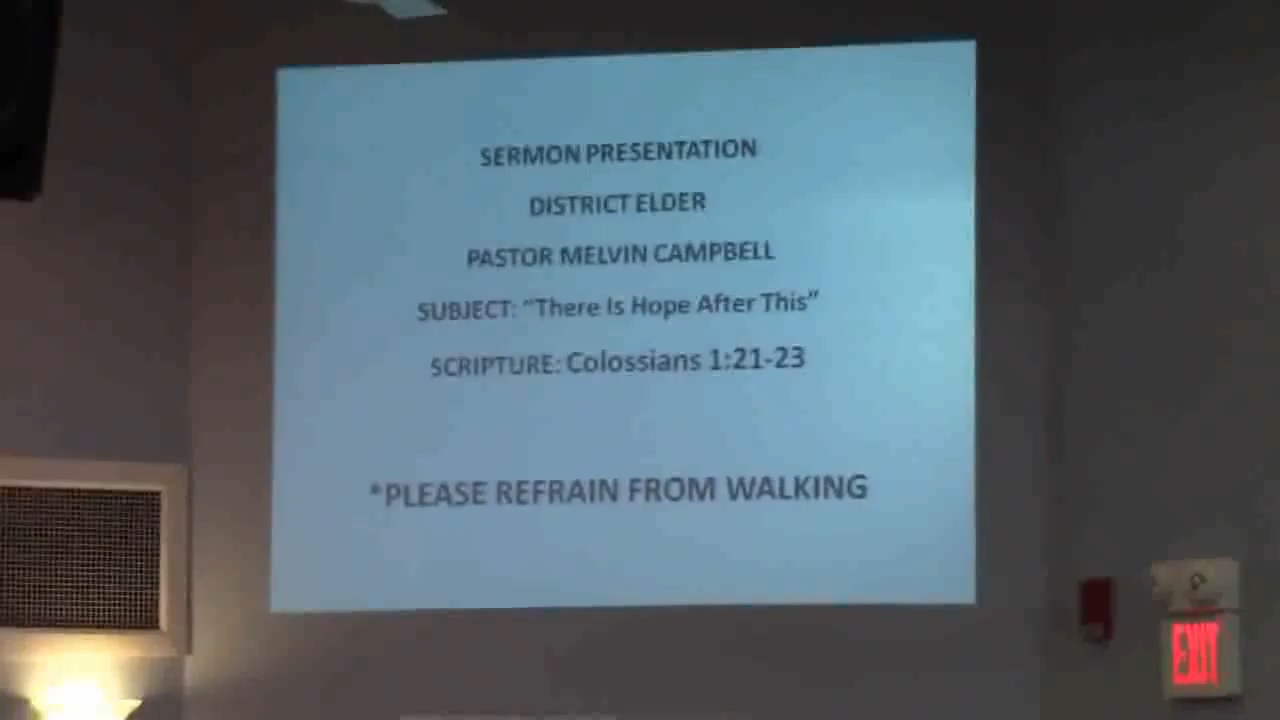 SERMON PRESENTATION
DISTRICT ELDER
PASTOR MELVIN CAMPBELL
SUBJECT: “There Is Hope After This”
SCRIPTURE: Colossians 1:21-23
*PLEASE REFRAIN FROM WALKING
EXIT